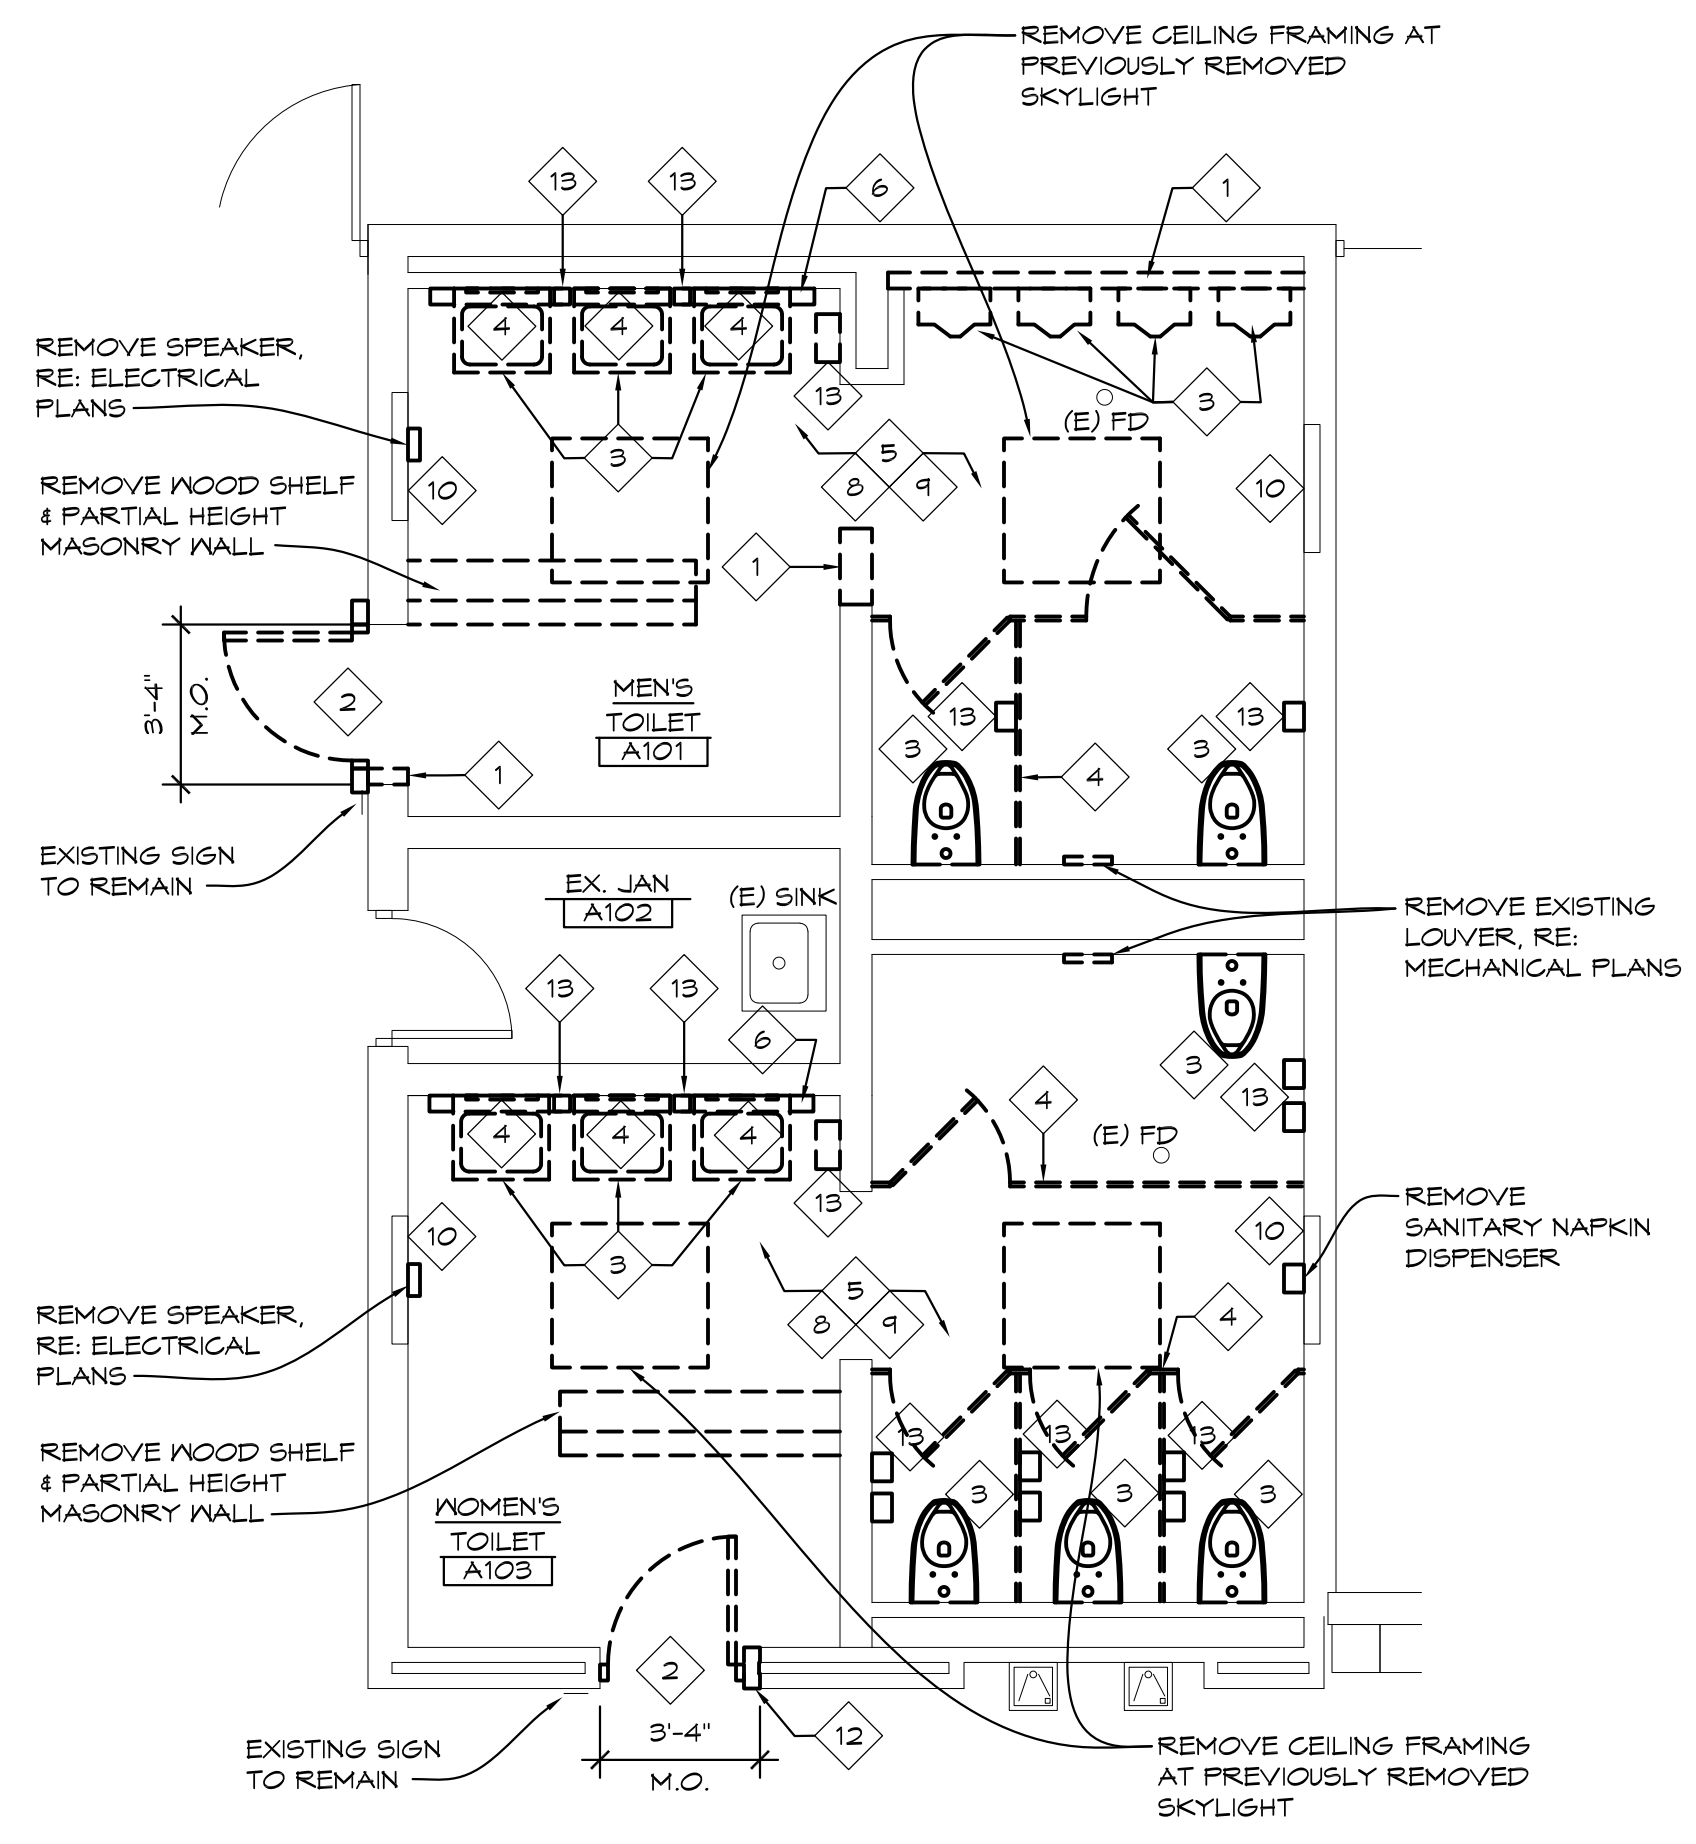 REMOVE CEILING FRAMING AT
PREVIOUSLY REMOVED
SKYLIGHT
13
13
6
1
4
4
4
REMOVE SPEAKER,
RE: ELECTRICAL
PLANS
13
3
(E) FD
3
5
8
9
10
10
REMOVE WOOD SHELF
& PARTIAL HEIGHT
MASONRY WALL
1
3'-4"
M.O.
2
MEN'S
TOILET
A101
13
13
3
3
1
4
EXISTING SIGN
TO REMAIN
EX. JAN
A102
(E) SINK
REMOVE EXISTING
LOUVER, RE:
MECHANICAL PLANS
13
13
6
3
13
4
4
4
4
(E) FD
13
10
3
10
REMOVE
SANITARY NAPKIN
DISPENSER
5
8
9
4
REMOVE SPEAKER,
RE: ELECTRICAL
PLANS
13
13
13
REMOVE WOOD SHELF
& PARTIAL HEIGHT
MASONRY WALL
3
3
3
WOMEN'S
TOILET
A103
2
3'-4"
M.O.
12
EXISTING SIGN
TO REMAIN
REMOVE CEILING FRAMING
AT PREVIOUSLY REMOVED
SKYLIGHT